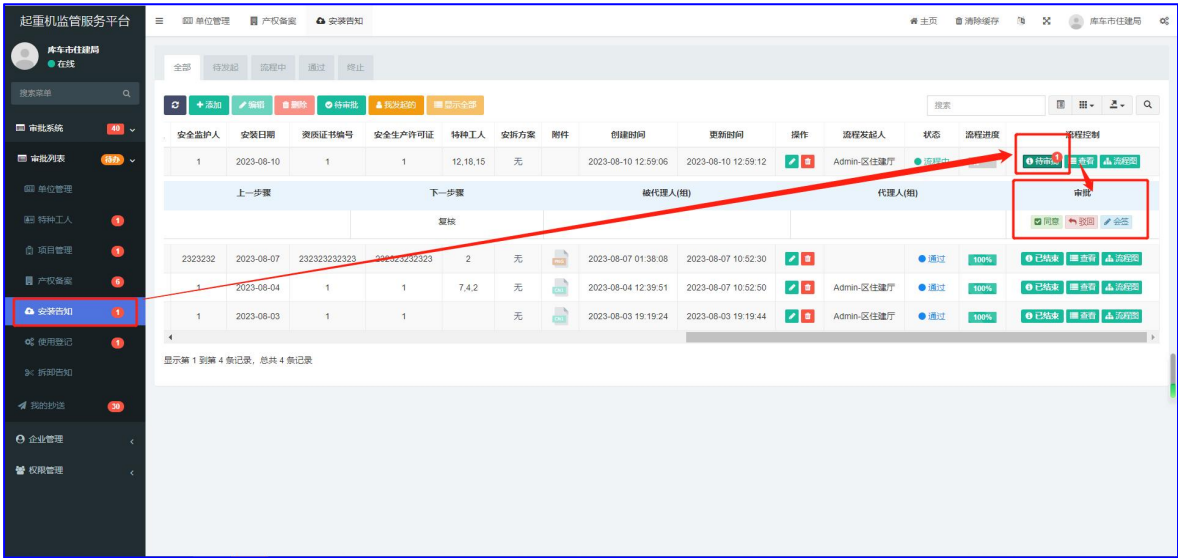 起重机监管服务平台 单位管理 产权备案 安装告知 主页 清除缓存 库车市住建局
库车市住建局
在线
全部 待发起 流程中 通过 终止
搜索菜单
添加 编辑 删除 待审批 我发起的 显示全部 搜索
审批系统 40
安全监护人 安装日期 资质证书编号 安全生产许可证 特种工人 安拆方案 附件 创建时间 更新时间 操作 流程发起人 状态 流程进度 流程控制
审批列表 待办
1 2023-08-10 1 1 12,18,15 无 2023-08-10 12:59:06 2023-08-10 12:59:12 Admin-区住建厅 流程中 待审批 1 查看 流程图
单位管理
上一步骤 下一步骤 被代理人(组) 代理人(组) 审批
特种工人 1
复核 同意 驳回 会签
项目管理 1
2323232 2023-08-07 232323232323 232323232323 2 无 2023-08-07 01:38:08 2023-08-07 10:52:30 通过 100% 已结束 查看 流程图
产权备案 6
1 2023-08-04 1 1 7,4,2 无 2023-08-04 12:39:51 2023-08-07 10:52:50 Admin-区住建厅 通过 100% 已结束 查看 流程图
安装告知 1
1 2023-08-03 1 1 无 2023-08-03 19:19:24 2023-08-03 19:19:44 Admin-区住建厅 通过 100% 已结束 查看 流程图
使用登记 1
显示第 1 到第 4 条记录，总共 4 条记录
拆卸告知
我的抄送 30
企业管理
权限管理